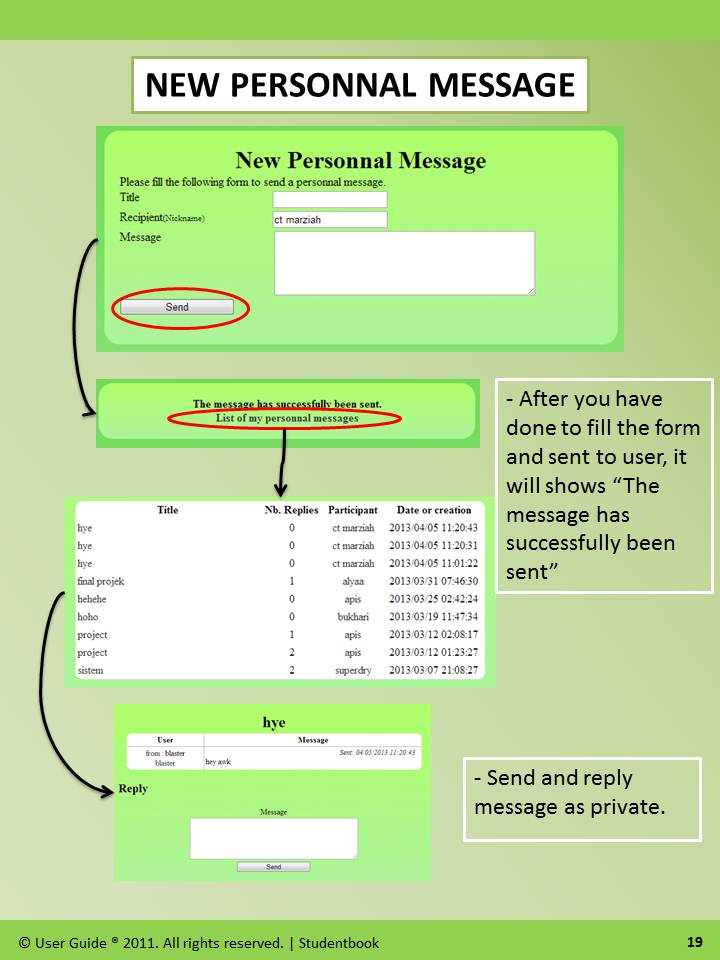 NEW PERSONNAL MESSAGE
New Personnal Message
Please fill the following form to send a personnal message.
Title
Recipient(Nickname) ct marziah
Message
Send
The message has successfully been sent.
List of my personnal messages
- After you have
done to fill the form
and sent to user, it
will shows “The
message has
successfully been
sent”
Title Nb. Replies Participant Date or creation
hye 0 ct marziah 2013/04/05 11:20:43
hye 0 ct marziah 2013/04/05 11:20:31
hye 0 ct marziah 2013/04/05 11:01:22
final projek 1 alyaa 2013/03/31 07:46:30
hehehe 0 apis 2013/03/25 02:42:24
hoho 0 bukhari 2013/03/19 11:47:34
project 1 apis 2013/03/12 02:08:17
project 2 apis 2013/03/12 01:23:27
sistem 2 superdry 2013/03/07 21:08:27
hye
User Message
from : blaster Sent: 04/05/2013 11:20:43
blaster hey awk
Reply
Message
Send
- Send and reply
message as private.
© User Guide ® 2011. All rights reserved. | Studentbook 19